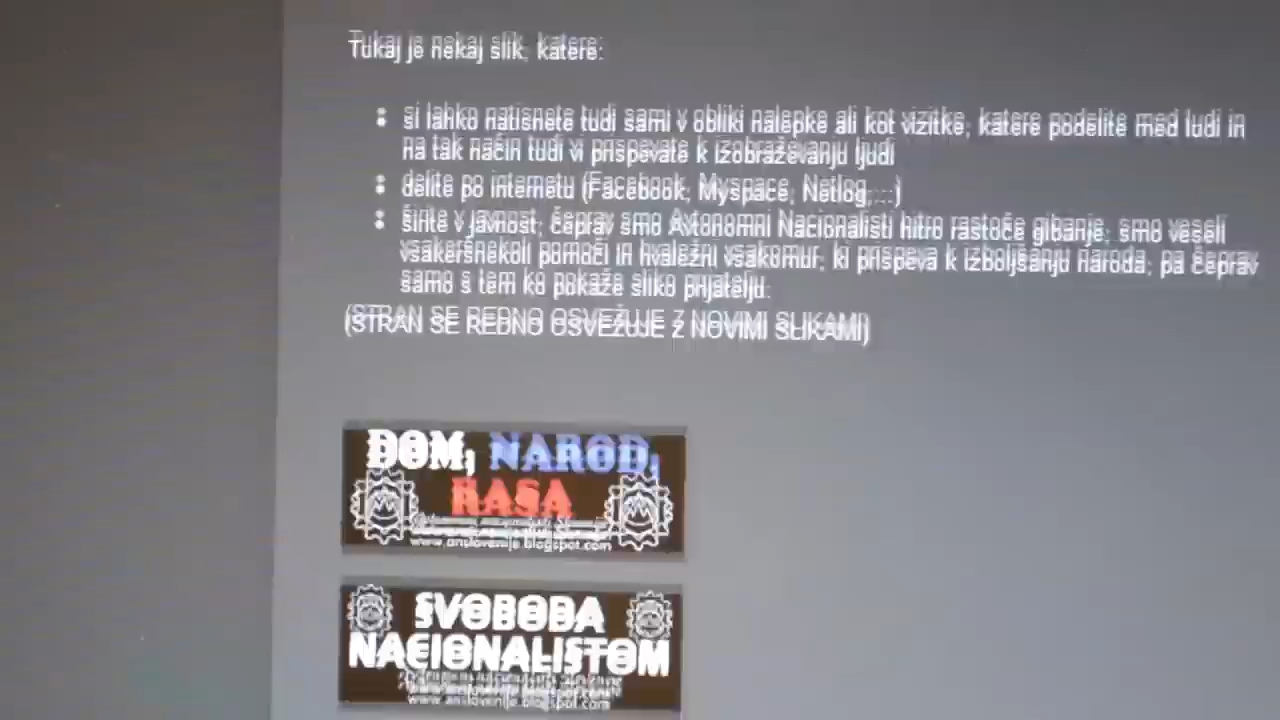 Tukaj je nekaj slik, katere:
si lahko natisnete tudi sami v obliki nalepke ali kot vizitke, katere podelite med ludi in
na tak način tudi vi prispevate k izobraževanju ljudi
delite po internetu (Facebook, Myspace, Netlog,...)
širite v javnost, čeprav smo Avtonomni Nacionalisti hitro rastoče gibanje, smo veseli
vsakeršnekoli pomoči in hvaležni vsakomur, ki prispeva k izboljšanju naroda, pa čeprav
samo s tem ko pokaže sliko prijatelju.
(STRAN SE REDNO OSVEŽUJE Z NOVIMI SLIKAMI)
DOM, NAROD,
RASA
www.anslovenije.blogspot.com
SVOBODA
NACIONALISTOM
www.anslovenije.blogspot.com